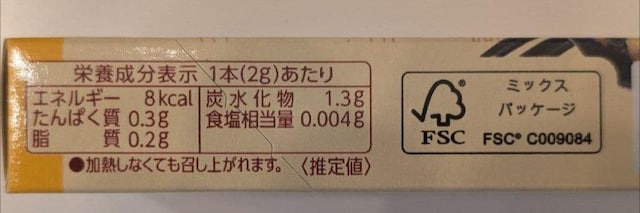 栄養成分表示 1本(2g)あたり
エネルギー 8kcal 炭水化物 1.3g
たんぱく質 0.3g 食塩相当量 0.004g
脂質 0.2g
●加熱しなくても召し上がれます。〈推定値〉
ミックス
パッケージ
FSC
FSC® C009084